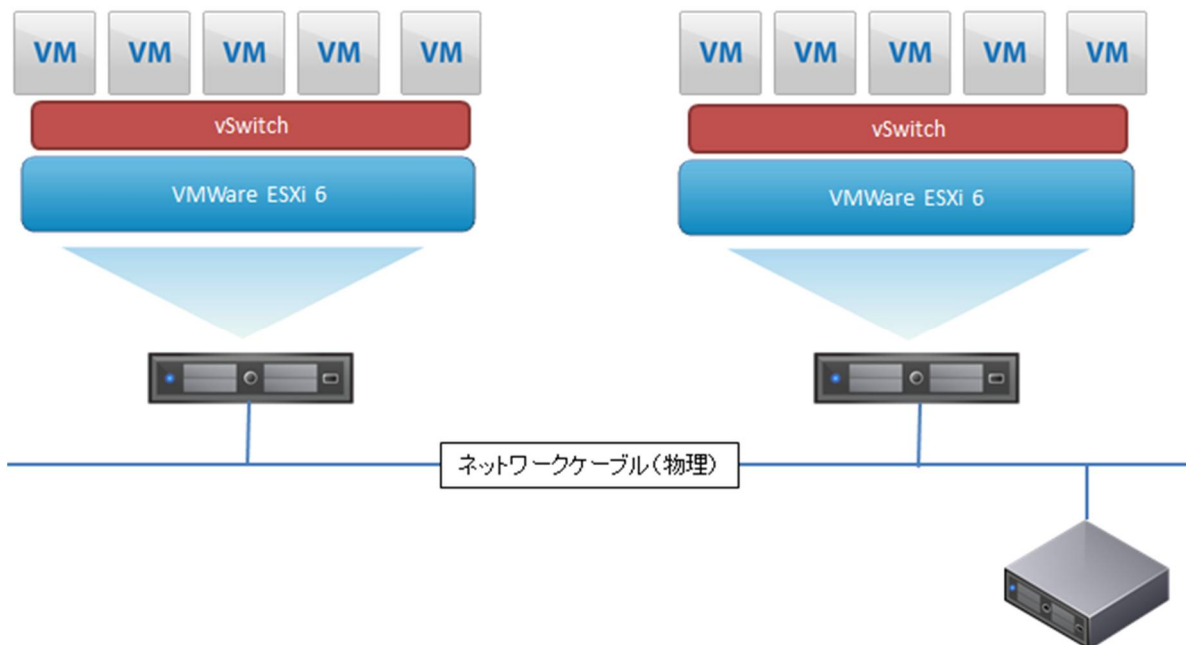 VM VM VM VM VM
VM VM VM VM VM
vSwitch
vSwitch
VMWare ESXi 6
VMWare ESXi 6
ネットワークケーブル(物理)